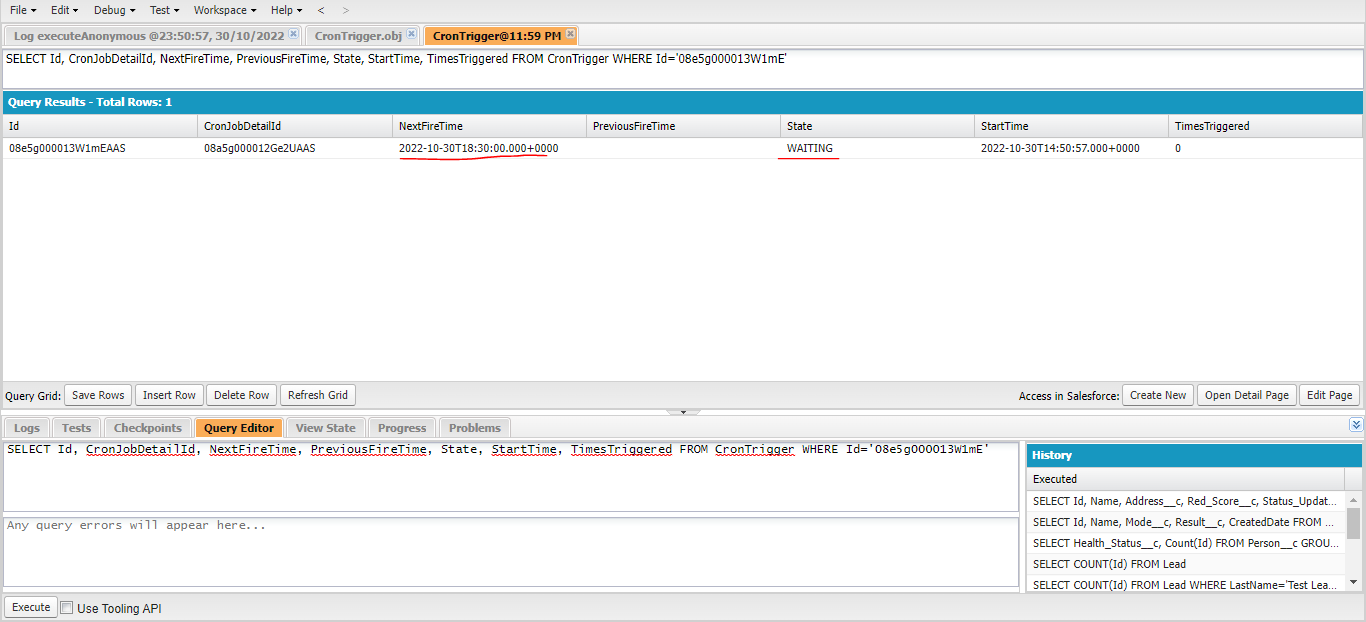 File Edit Debug Test Workspace Help < >
Log executeAnonymous @23:50:57, 30/10/2022 CronTrigger.obj CronTrigger@11:59 PM
SELECT Id, CronJobDetailId, NextFireTime, PreviousFireTime, State, StartTime, TimesTriggered FROM CronTrigger WHERE Id='08e5g000013W1mE'
Query Results - Total Rows: 1
Id CronJobDetailId NextFireTime PreviousFireTime State StartTime TimesTriggered
08e5g000013W1mEAAS 08a5g000012Ge2UAAS 2022-10-30T18:30:00.000+0000 WAITING 2022-10-30T14:50:57.000+0000 0
Query Grid: Save Rows Insert Row Delete Row Refresh Grid Access in Salesforce: Create New Open Detail Page Edit Page
Logs Tests Checkpoints Query Editor View State Progress Problems
SELECT Id, CronJobDetailId, NextFireTime, PreviousFireTime, State, StartTime, TimesTriggered FROM CronTrigger WHERE Id='08e5g000013W1mE'
Any query errors will appear here...
History
Executed
SELECT Id, Name, Address__c, Red_Score__c, Status_Updat...
SELECT Id, Name, Mode__c, Result__c, CreatedDate FROM ...
SELECT Health_Status__c, Count(Id) FROM Person__c GROU...
SELECT COUNT(Id) FROM Lead
SELECT COUNT(Id) FROM Lead WHERE LastName='Test Lea...
Execute Use Tooling API